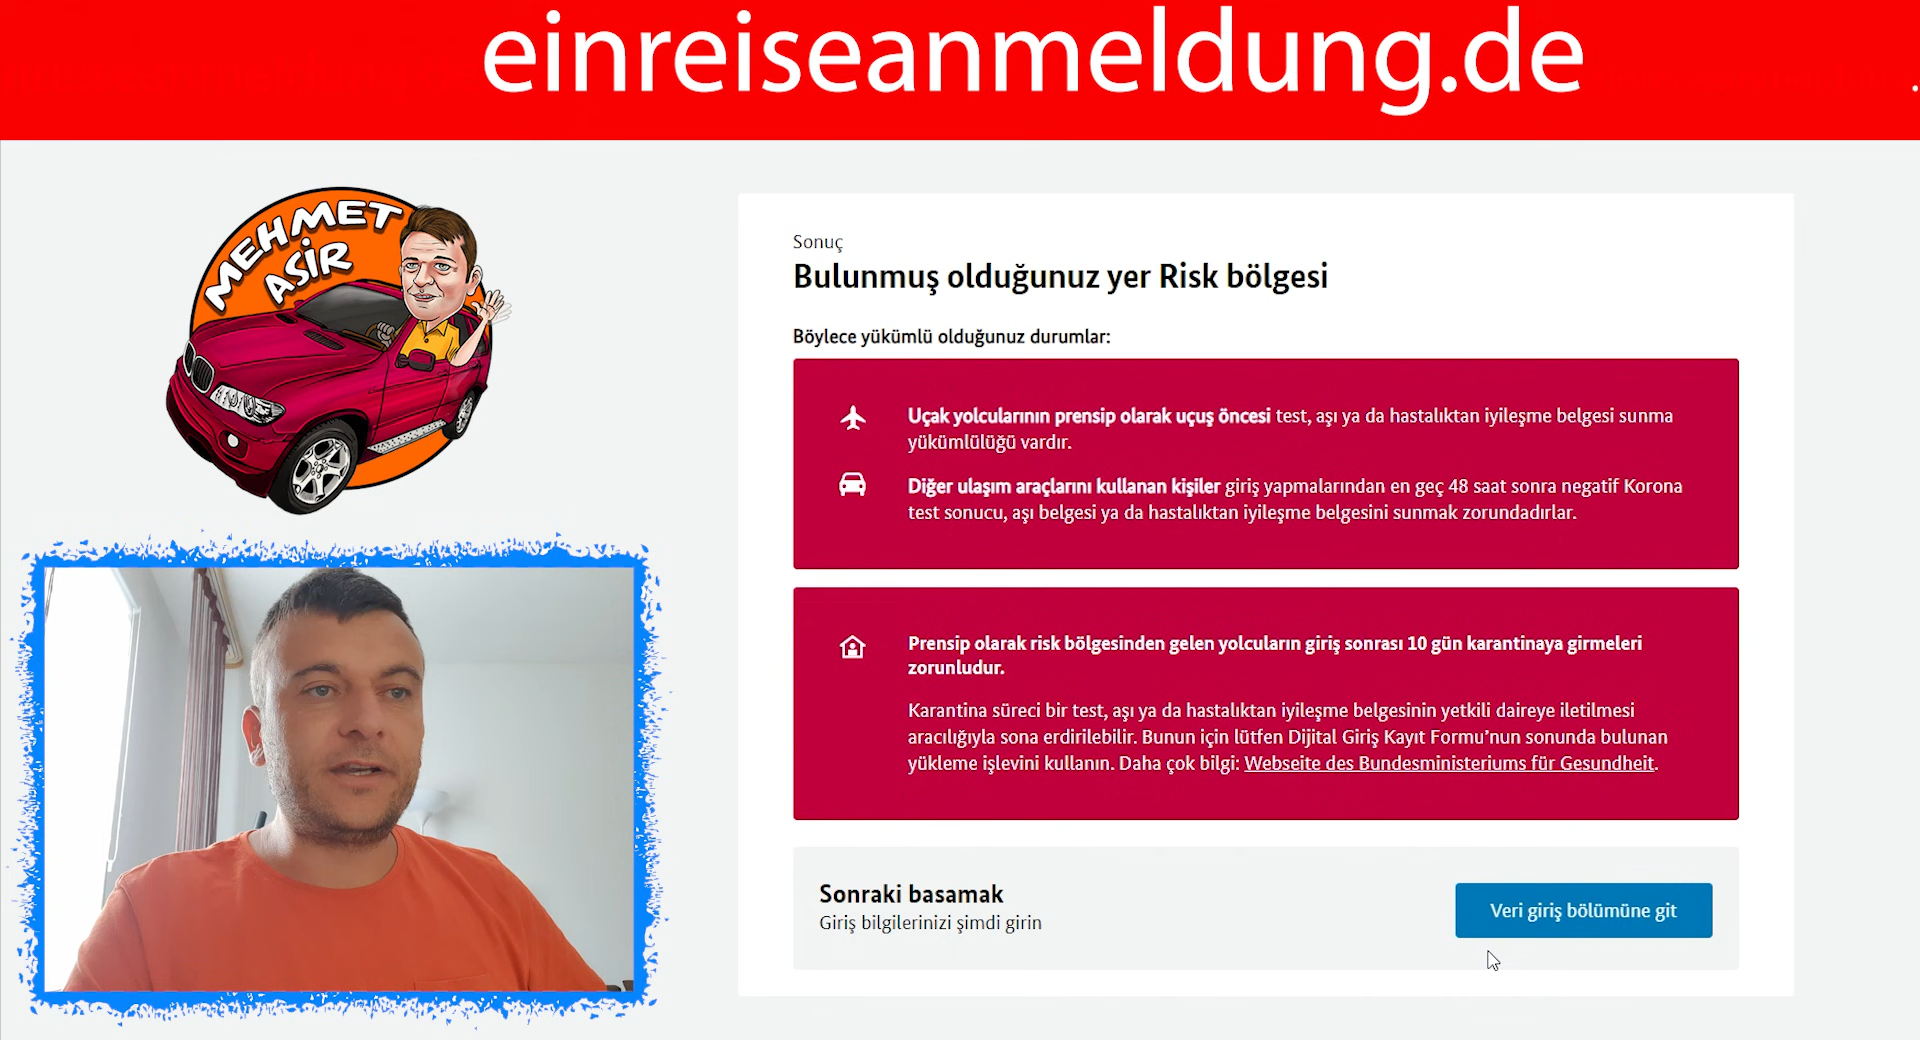 einreiseanmeldung.de
MEHMET
ASİR
Sonuç
Bulunmuş olduğunuz yer Risk bölgesi
Böylece yükümlü olduğunuz durumlar:
Uçak yolcularının prensip olarak uçuş öncesi test, aşı ya da hastalıktan iyileşme belgesi sunma
yükümlülüğü vardır.
Diğer ulaşım araçlarını kullanan kişiler giriş yapmalarından en geç 48 saat sonra negatif Korona
test sonucu, aşı belgesi ya da hastalıktan iyileşme belgesini sunmak zorundadırlar.
Prensip olarak risk bölgesinden gelen yolcuların giriş sonrası 10 gün karantinaya girmeleri
zorunludur.
Karantina süreci bir test, aşı ya da hastalıktan iyileşme belgesinin yetkili daireye iletilmesi
aracılığıyla sona erdirilebilir. Bunun için lütfen Dijital Giriş Kayıt Formu’nun sonunda bulunan
yükleme işlevini kullanın. Daha çok bilgi: Webseite des Bundesministeriums für Gesundheit.
Sonraki basamak
Giriş bilgilerinizi şimdi girin
Veri giriş bölümüne git